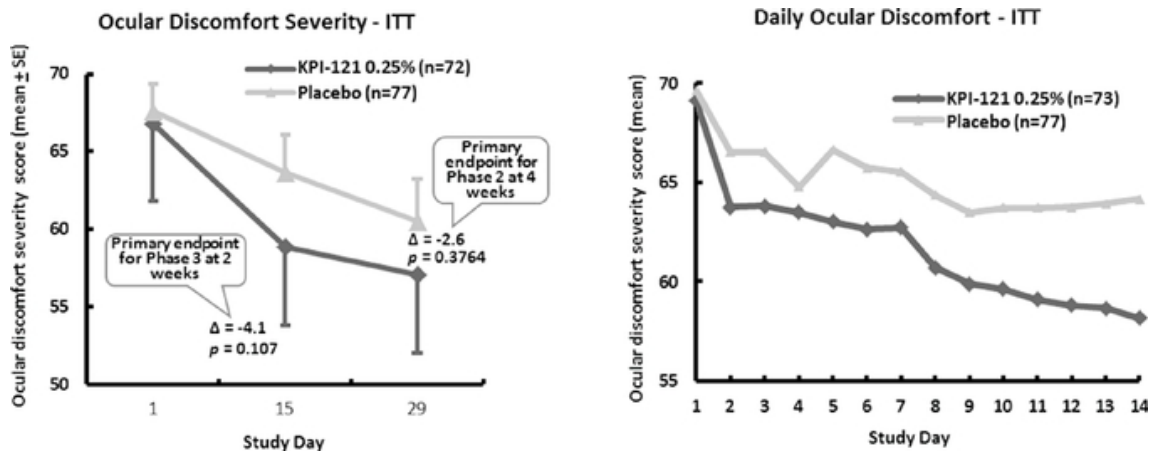 Ocular Discomfort Severity - ITT
Ocular discomfort severity score (mean ± SE)
70
65
60
55
50
KPI-121 0.25% (n=72)
Placebo (n=77)
Primary
endpoint for
Phase 2 at 4
weeks
Δ = -2.6
p = 0.3764
Primary endpoint
for Phase 3 at 2
weeks
Δ = -4.1
p = 0.107
1
15
29
Study Day
Daily Ocular Discomfort - ITT
Ocular discomfort severity score (mean)
70
65
60
55
KPI-121 0.25% (n=73)
Placebo (n=77)
1 2 3 4 5 6 7 8 9 10 11 12 13 14
Study Day